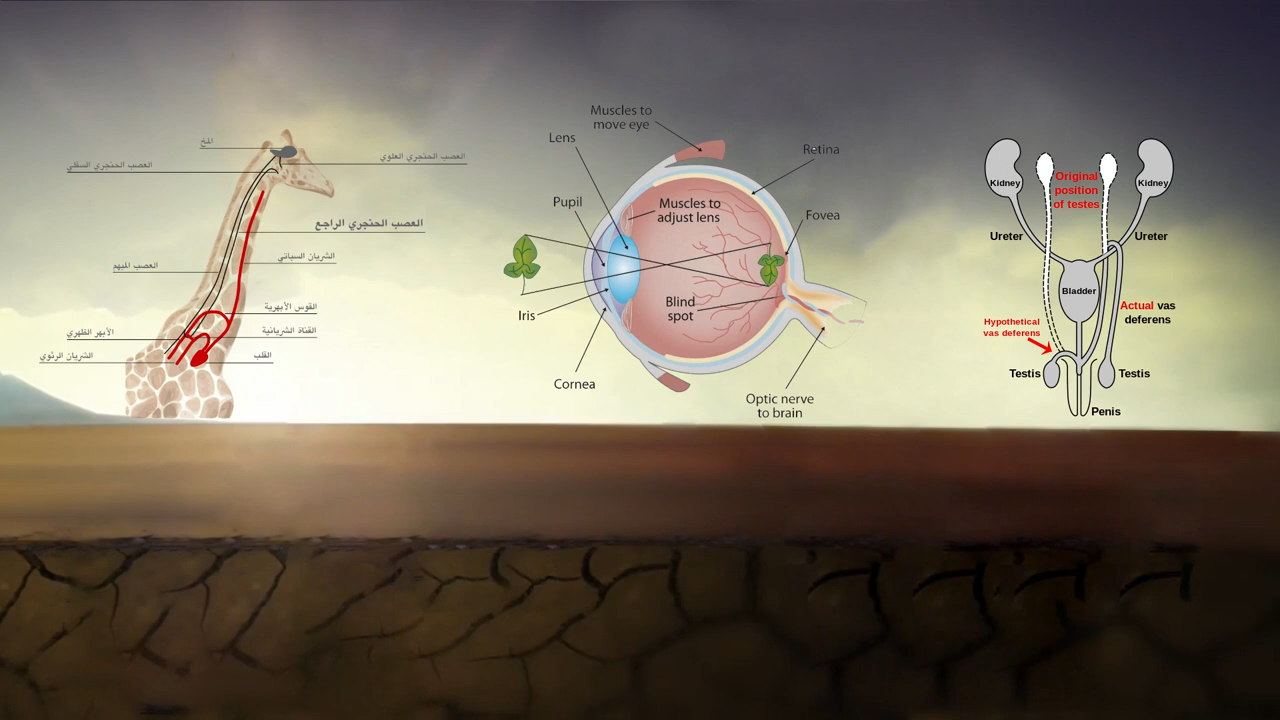 المخ
العصب الحنجري العلوي
العصب الحنجري السفلي
العصب الحنجري الراجع
الشريان السباتي
العصب المبهم
القوس الأبهرية
القناة الشريانية
الأبهر الظهري
الشريان الرئوي
القلب
Muscles to
move eye
Lens
Retina
Pupil
Muscles to
adjust lens
Fovea
Iris
Blind
spot
Cornea
Optic nerve
to brain
Kidney
Original
position
of testes
Kidney
Ureter
Ureter
Bladder
Actual vas
deferens
Hypothetical
vas deferens
Testis
Testis
Penis